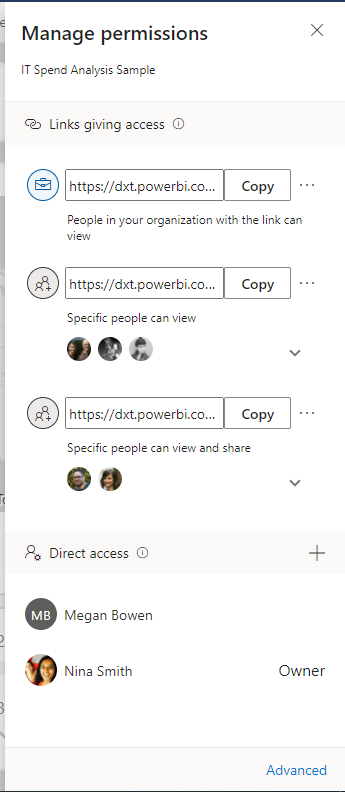 Manage permissions
IT Spend Analysis Sample
Links giving access
https://dxt.powerbi.co... Copy ...
People in your organization with the link can
view
https://dxt.powerbi.co... Copy ...
Specific people can view
https://dxt.powerbi.co... Copy ...
Specific people can view and share
Direct access
MB Megan Bowen
Nina Smith Owner
Advanced